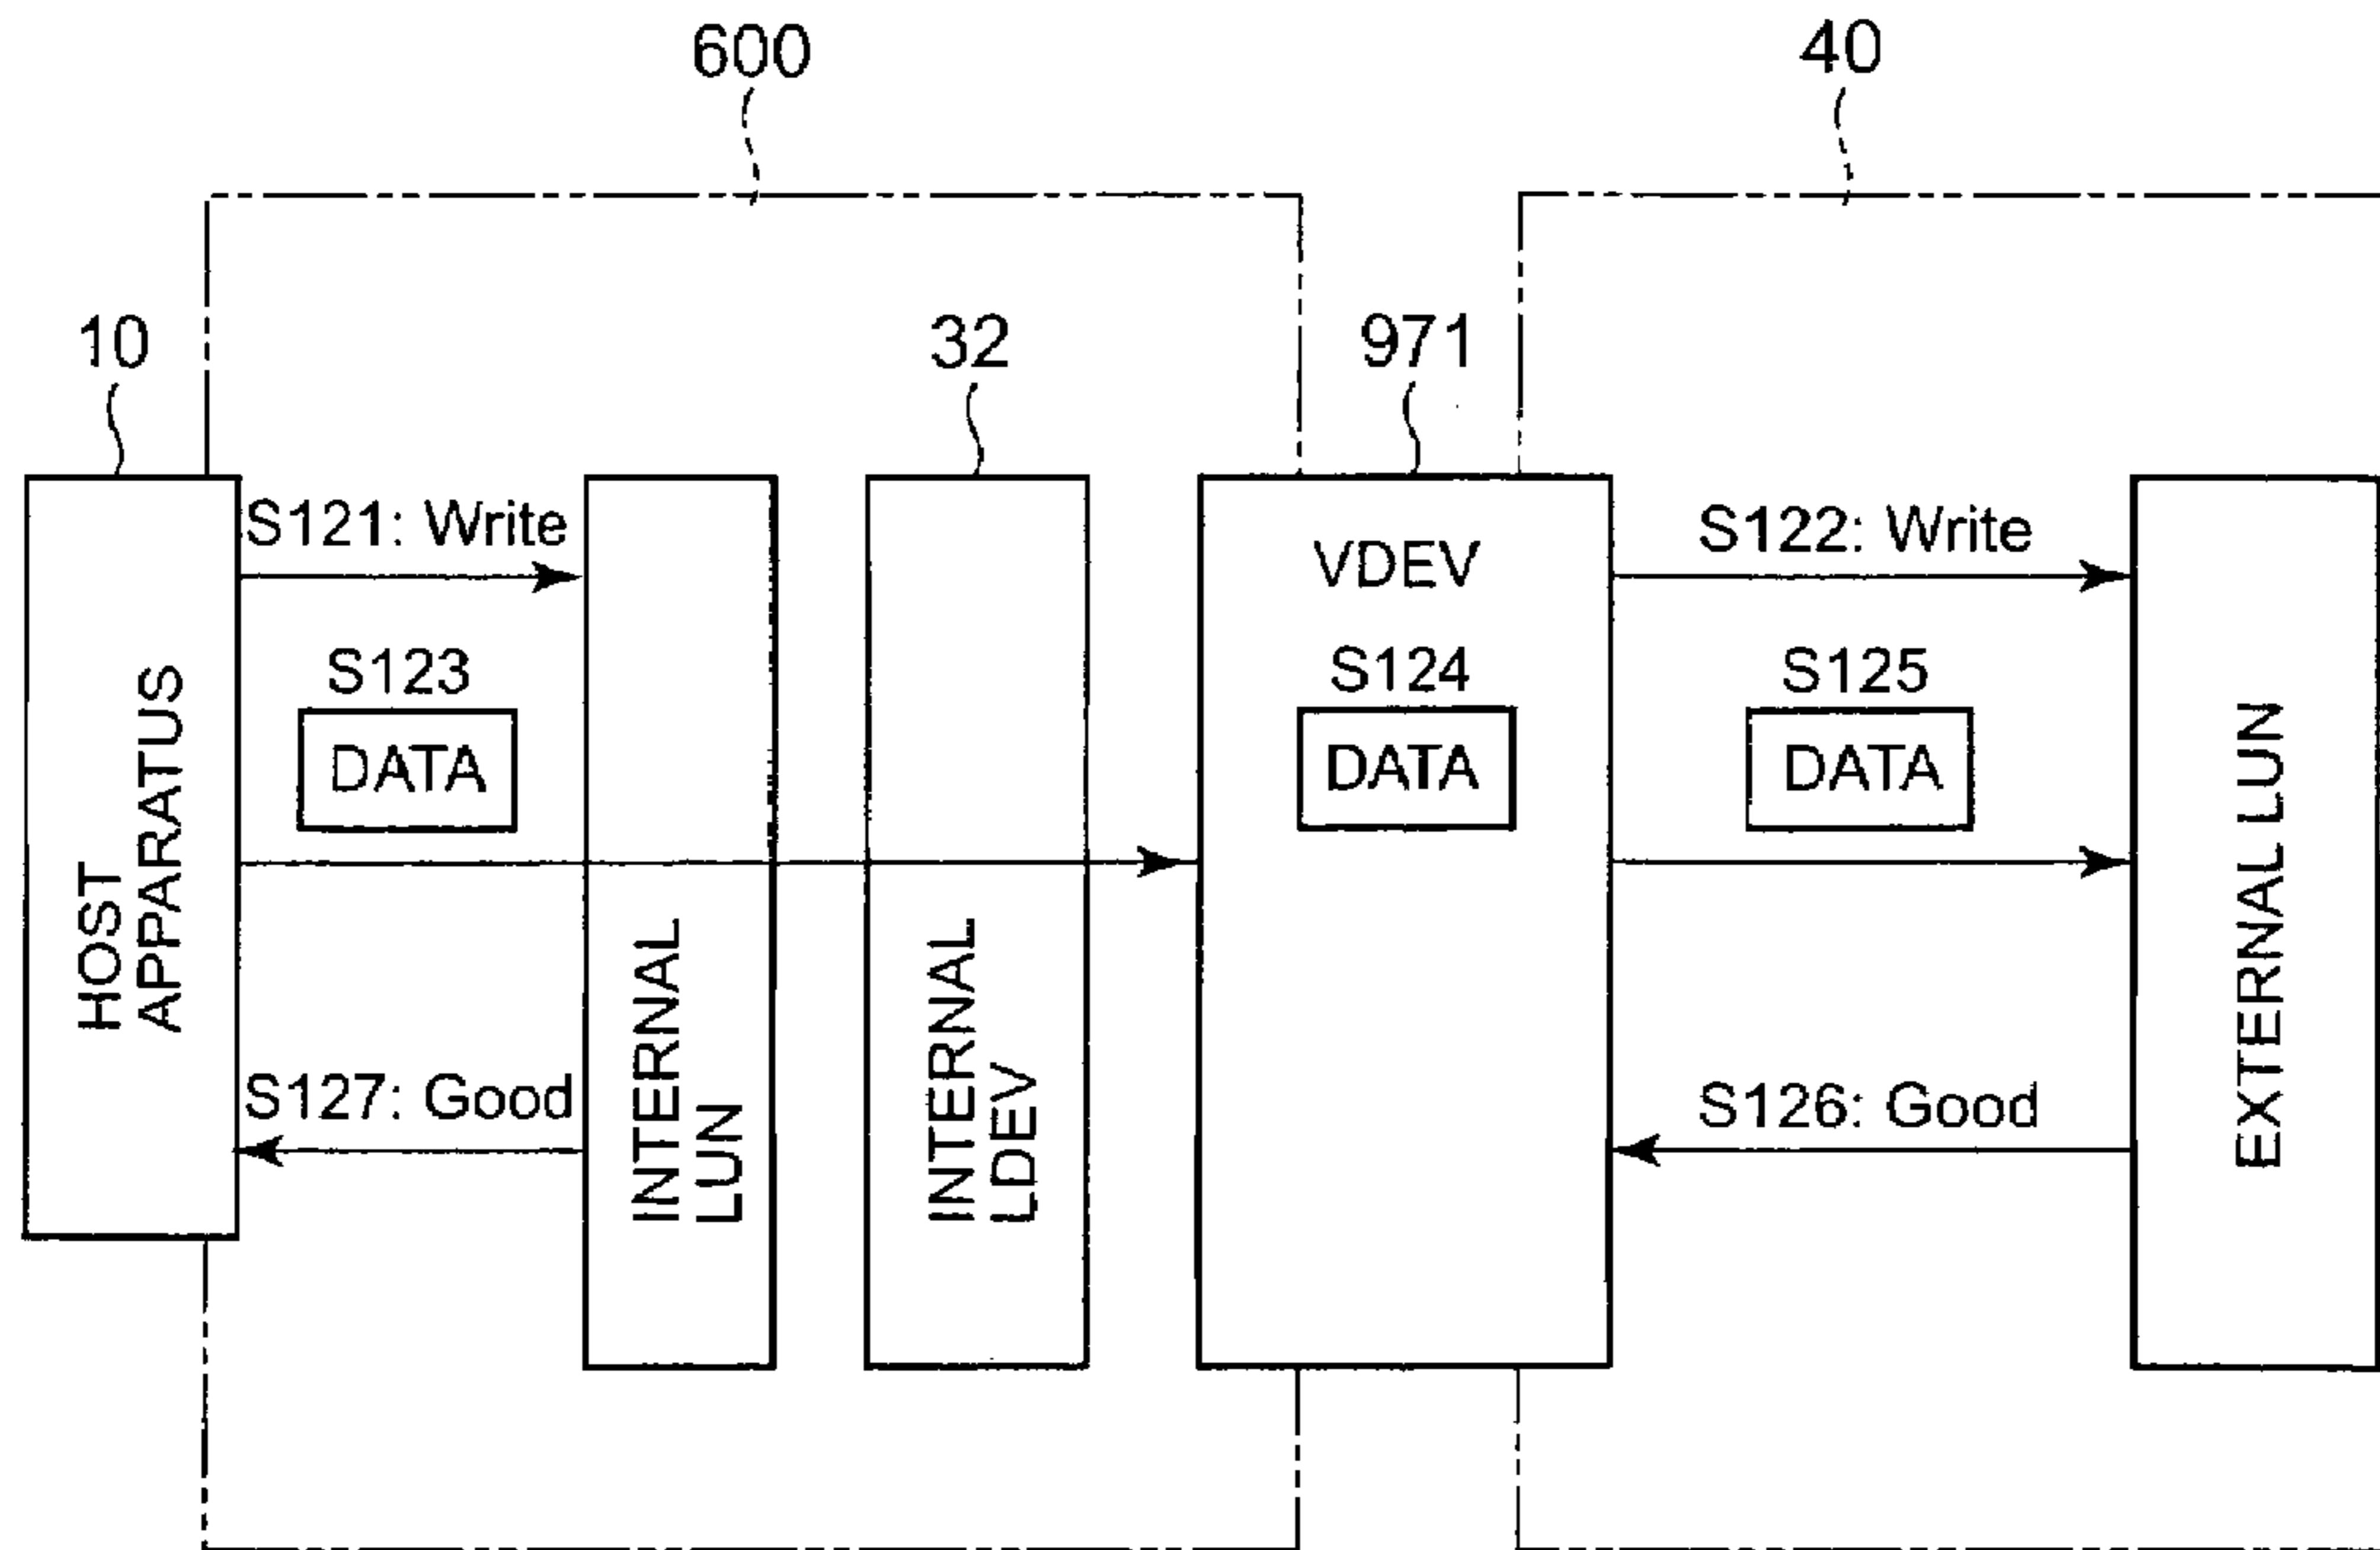 600
40
10
32
971
S121: Write
VDEV
S122: Write
S123
DATA
S124
DATA
S125
DATA
HOST
APPARATUS
INTERNAL
LUN
INTERNAL
LDEV
EXTERNAL LUN
S127: Good
S126: Good